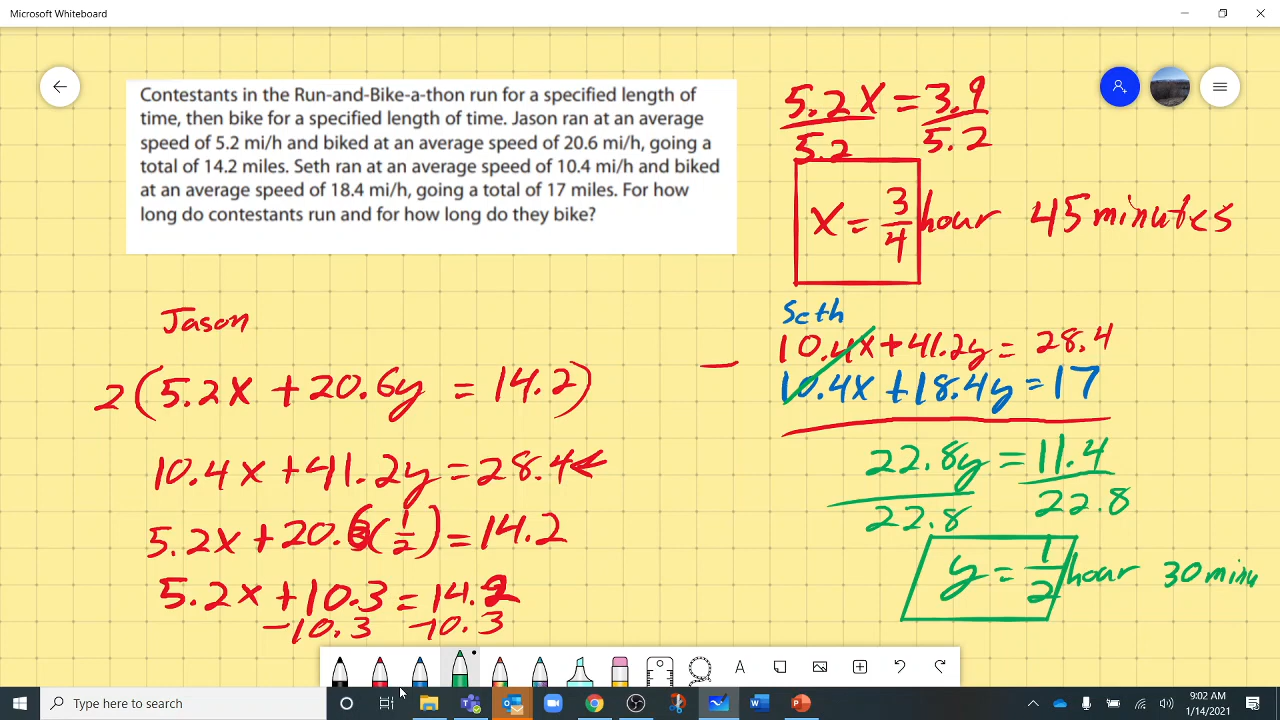 Microsoft Whiteboard
Contestants in the Run-and-Bike-a-thon run for a specified length of
time, then bike for a specified length of time. Jason ran at an average
speed of 5.2 mi/h and biked at an average speed of 20.6 mi/h, going a
total of 14.2 miles. Seth ran at an average speed of 10.4 mi/h and biked
at an average speed of 18.4 mi/h, going a total of 17 miles. For how
long do contestants run and for how long do they bike?
Jason
2(5.2x + 20.6y = 14.2)
10.4x + 41.2y = 28.4←
5.2x + 20.6(1/2) = 14.2
5.2x + 10.3 = 14.2
-10.3 -10.3
5.2x = 3.9
5.2 5.2
x = 3/4 hour 45 minutes
Seth
- 10.4x + 41.2y = 28.4
10.4x + 18.4y = 17
22.8y = 11.4
22.8 22.8
y = 1/2 hour 30 minu
A
Type here to search
9:02 AM
1/14/2021